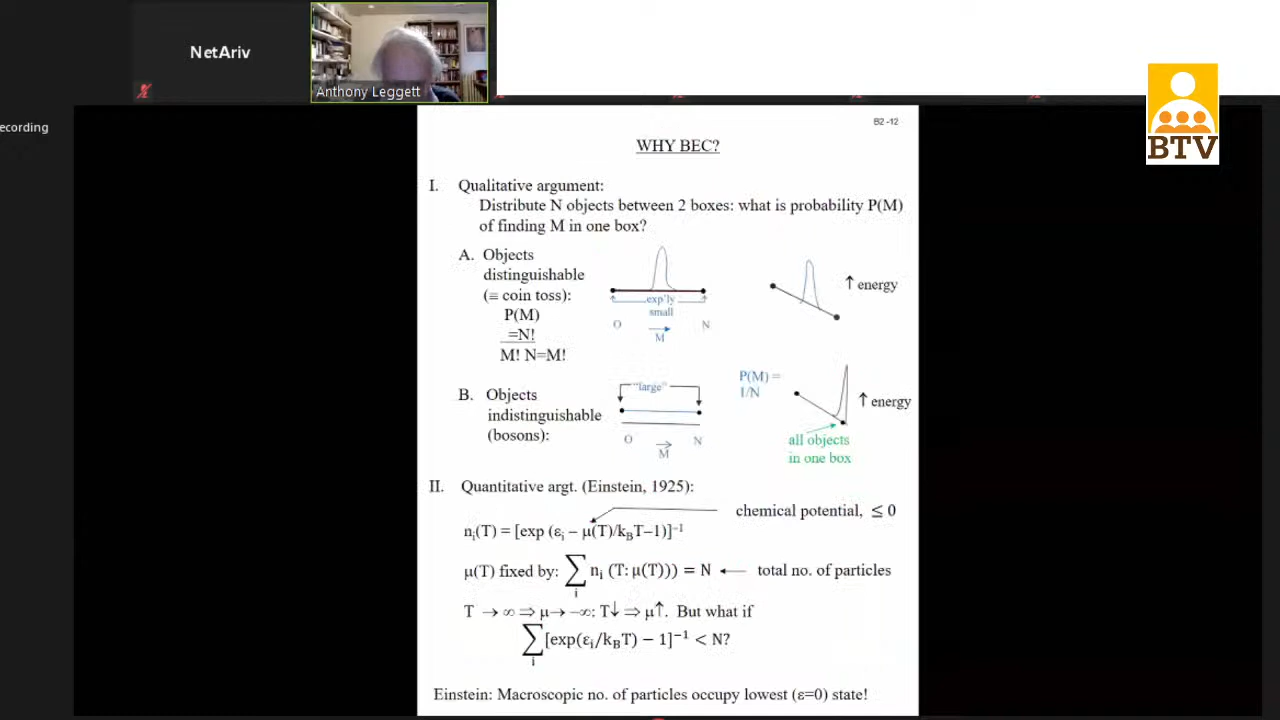 NetAriv
Anthony Leggett
ecording
BTV
B2 -12
WHY BEC?
I. Qualitative argument:
Distribute N objects between 2 boxes: what is probability P(M)
of finding M in one box?
A. Objects
distinguishable
(≡ coin toss):
P(M)
=N!
M! N=M!
exp'ly
small
O → N
M
↑ energy
B. Objects
indistinguishable
(bosons):
"large"
O → N
M
P(M) =
1/N
↑ energy
all objects
in one box
II. Quantitative argt. (Einstein, 1925):
chemical potential, ≤ 0
nᵢ(T) = [exp (εᵢ – μ(T)/k_BT–1)]⁻¹
μ(T) fixed by: ∑ᵢ nᵢ (T: μ(T))) = N ← total no. of particles
T → ∞ ⇒ μ→ –∞: T↓ ⇒ μ↑. But what if
∑ᵢ [exp(εᵢ/k_BT) − 1]⁻¹ < N?
Einstein: Macroscopic no. of particles occupy lowest (ε=0) state!